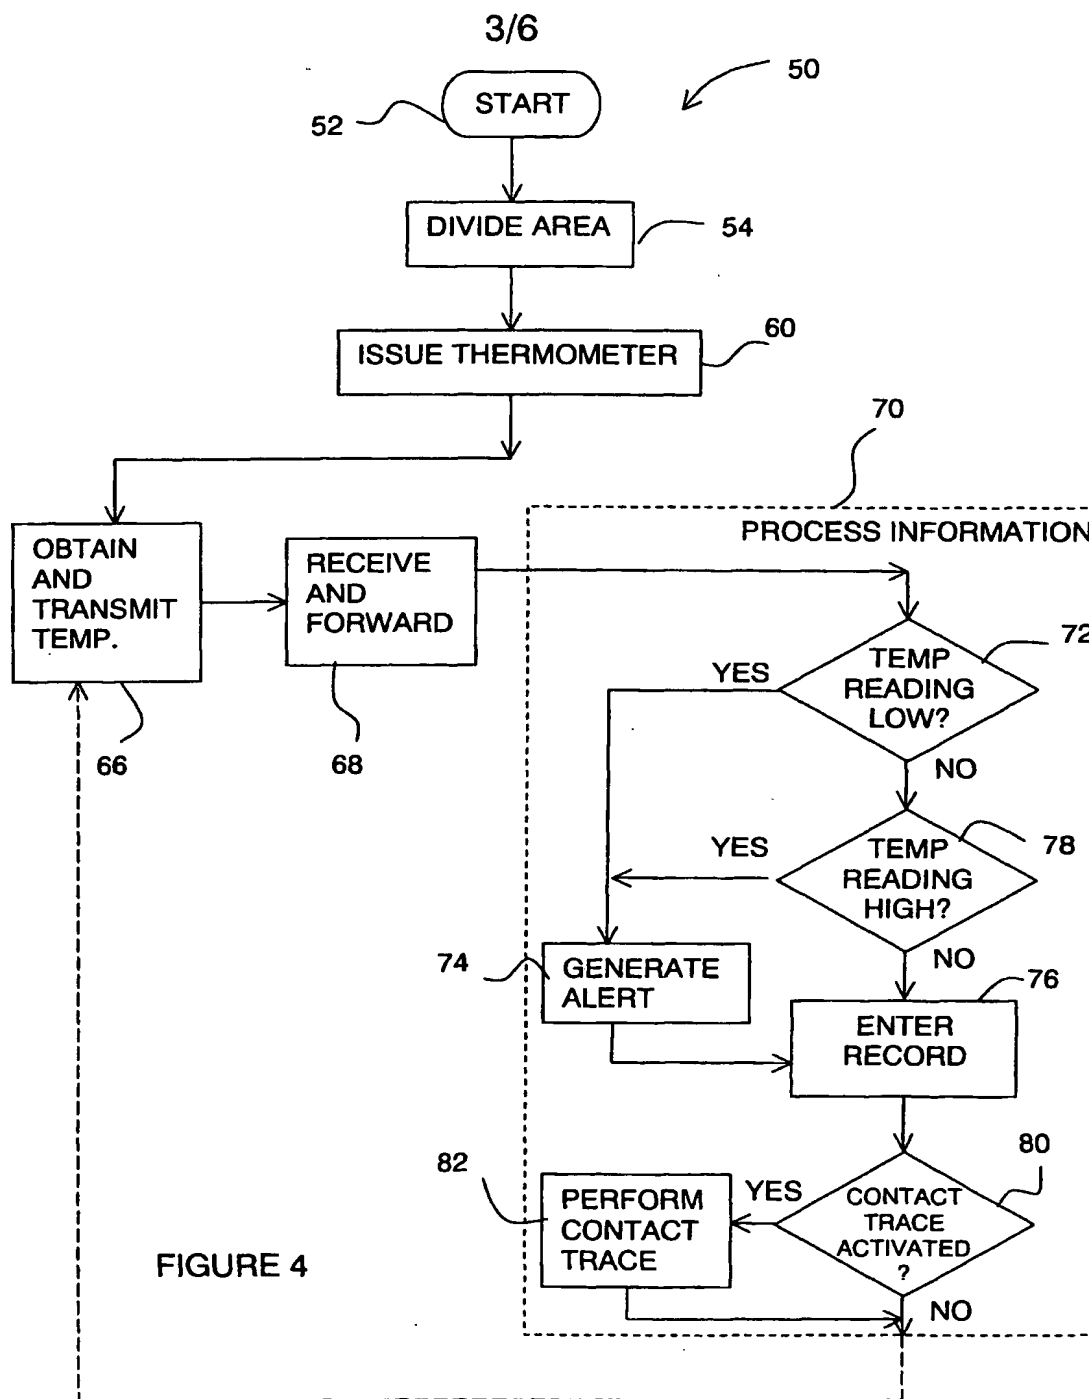 3/6
50
START
52
DIVIDE AREA
54
ISSUE THERMOMETER
60
70
PROCESS INFORMATION
OBTAIN
AND
TRANSMIT
TEMP.
RECEIVE
AND
FORWARD
66
68
72
TEMP
READING
LOW?
YES
NO
78
TEMP
READING
HIGH?
YES
NO
74
GENERATE
ALERT
76
ENTER
RECORD
80
82
PERFORM
CONTACT
TRACE
YES
CONTACT
TRACE
ACTIVATED
?
NO
FIGURE 4